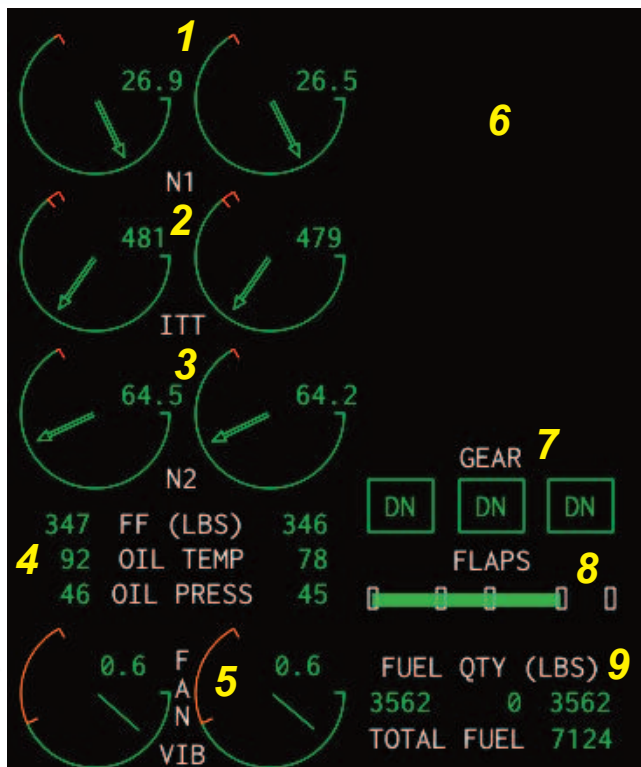 1
26.9 26.5
6
N1
2
481 479
ITT
3
64.5 64.2
N2
7
GEAR
DN DN DN
347 FF (LBS) 346
4
92 OIL TEMP 78
46 OIL PRESS 45
FLAPS 8
0.6 FAN 5 0.6
VIB
FUEL QTY (LBS) 9
3562 0 3562
TOTAL FUEL 7124